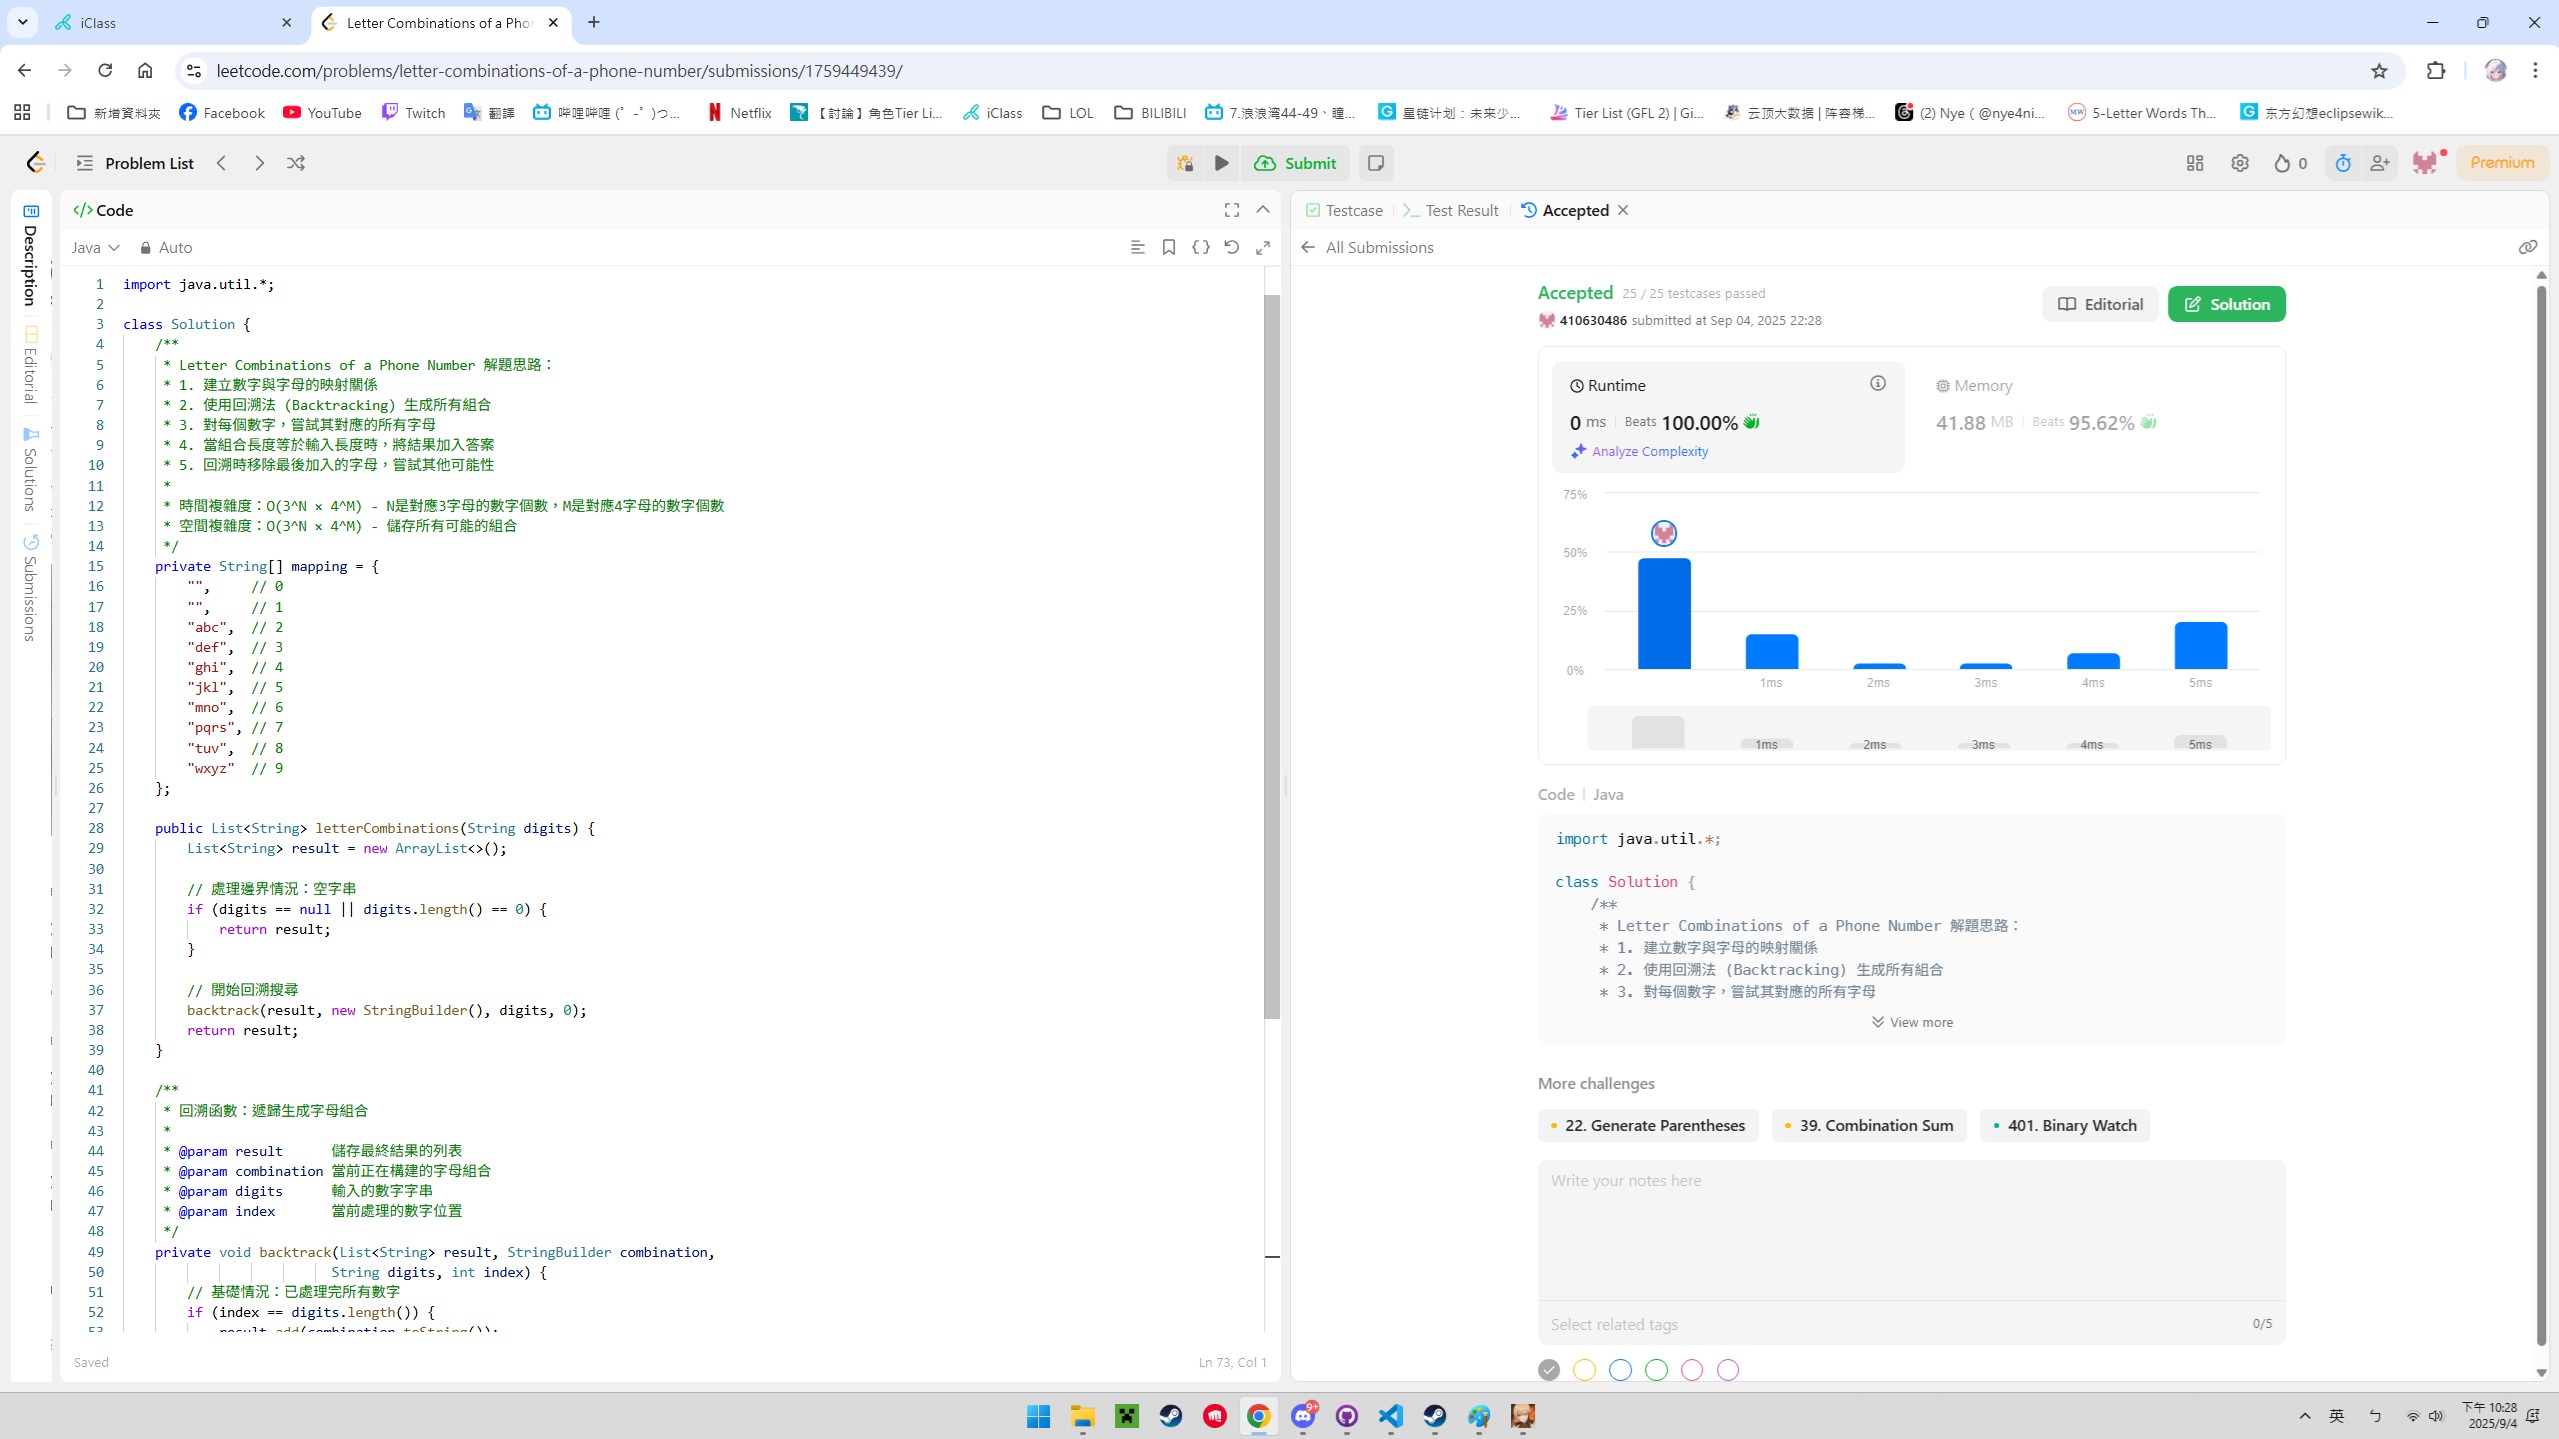 iClass
Letter Combinations of a Pho
leetcode.com/problems/letter-combinations-of-a-phone-number/submissions/1759449439/
新增資料夾 Facebook YouTube Twitch 翻譯 哔哩哔哩 (゜-゜)つ... Netflix 【討論】角色Tier Li... iClass LOL BILIBILI 7.浪浪湾44-49、瞳... 星链计划：未来少... Tier List (GFL 2) | Gi... 云顶大数据 | 阵容梯... (2) Nye ( @nye4ni... 5-Letter Words Th... 东方幻想eclipsewik...
Problem List
Submit
0
Premium
Description
Editorial
Solutions
Submissions
</> Code
Java
Auto
1 import java.util.*;
2
3 class Solution {
4 /**
5 * Letter Combinations of a Phone Number 解題思路：
6 * 1. 建立數字與字母的映射關係
7 * 2. 使用回溯法 (Backtracking) 生成所有組合
8 * 3. 對每個數字，嘗試其對應的所有字母
9 * 4. 當組合長度等於輸入長度時，將結果加入答案
10 * 5. 回溯時移除最後加入的字母，嘗試其他可能性
11 *
12 * 時間複雜度：O(3^N × 4^M) - N是對應3字母的數字個數，M是對應4字母的數字個數
13 * 空間複雜度：O(3^N × 4^M) - 儲存所有可能的組合
14 */
15 private String[] mapping = {
16 "", // 0
17 "", // 1
18 "abc", // 2
19 "def", // 3
20 "ghi", // 4
21 "jkl", // 5
22 "mno", // 6
23 "pqrs", // 7
24 "tuv", // 8
25 "wxyz" // 9
26 };
27
28 public List<String> letterCombinations(String digits) {
29 List<String> result = new ArrayList<>();
30
31 // 處理邊界情況：空字串
32 if (digits == null || digits.length() == 0) {
33 return result;
34 }
35
36 // 開始回溯搜尋
37 backtrack(result, new StringBuilder(), digits, 0);
38 return result;
39 }
40
41 /**
42 * 回溯函數：遞歸生成字母組合
43 *
44 * @param result 儲存最終結果的列表
45 * @param combination 當前正在構建的字母組合
46 * @param digits 輸入的數字字串
47 * @param index 當前處理的數字位置
48 */
49 private void backtrack(List<String> result, StringBuilder combination,
50 String digits, int index) {
51 // 基礎情況：已處理完所有數字
52 if (index == digits.length()) {
53 result.add(combination.toString());
Saved
Ln 73, Col 1
Testcase
Test Result
Accepted
All Submissions
Accepted 25 / 25 testcases passed
410630486 submitted at Sep 04, 2025 22:28
Editorial
Solution
Runtime
0 ms Beats 100.00%
Analyze Complexity
Memory
41.88 MB Beats 95.62%
75%
50%
25%
0%
1ms 2ms 3ms 4ms 5ms
1ms 2ms 3ms 4ms 5ms
Code | Java
import java.util.*;
class Solution {
/**
* Letter Combinations of a Phone Number 解題思路：
* 1. 建立數字與字母的映射關係
* 2. 使用回溯法 (Backtracking) 生成所有組合
* 3. 對每個數字，嘗試其對應的所有字母
View more
More challenges
22. Generate Parentheses
39. Combination Sum
401. Binary Watch
Write your notes here
Select related tags
0/5
9+
英
ㄅ
下午 10:28
2025/9/4